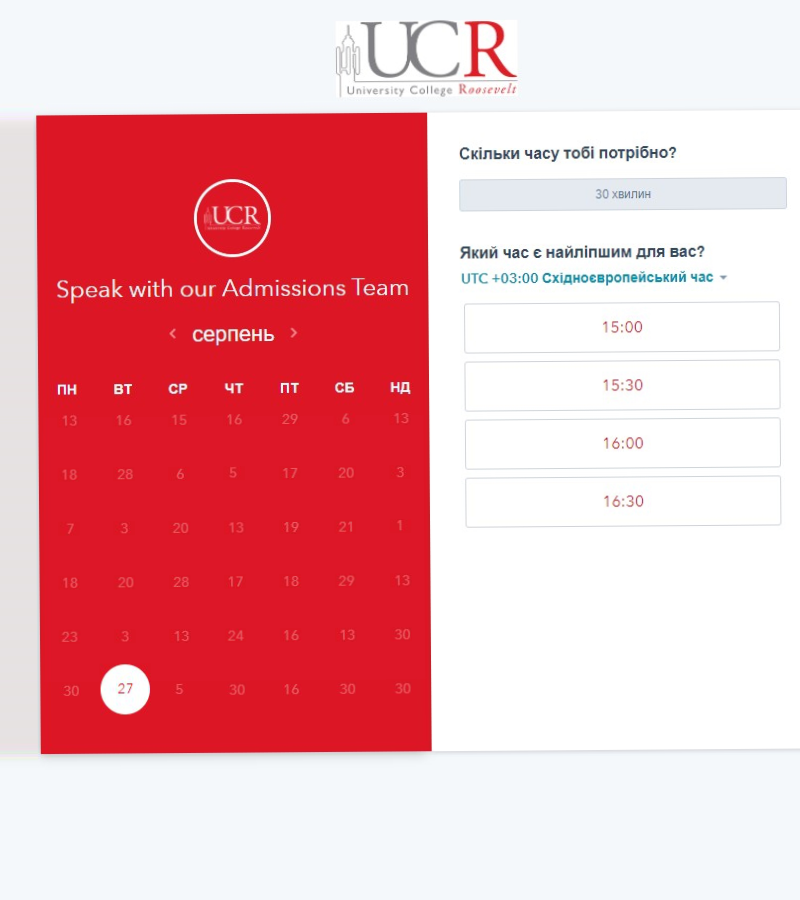 UCR
University College Roosevelt
UCR
Speak with our Admissions Team
серпень
ПН ВТ СР ЧТ ПТ СБ НД
13 16 15 16 29 6 13
18 28 6 5 17 20 3
7 3 20 13 19 21 1
18 20 28 17 18 29 13
23 3 13 24 16 13 30
30 27 5 30 16 30 30
Скільки часу тобі потрібно?
30 хвилин
Який час є найліпшим для вас?
UTC +03:00 Східноєвропейський час
15:00
15:30
16:00
16:30